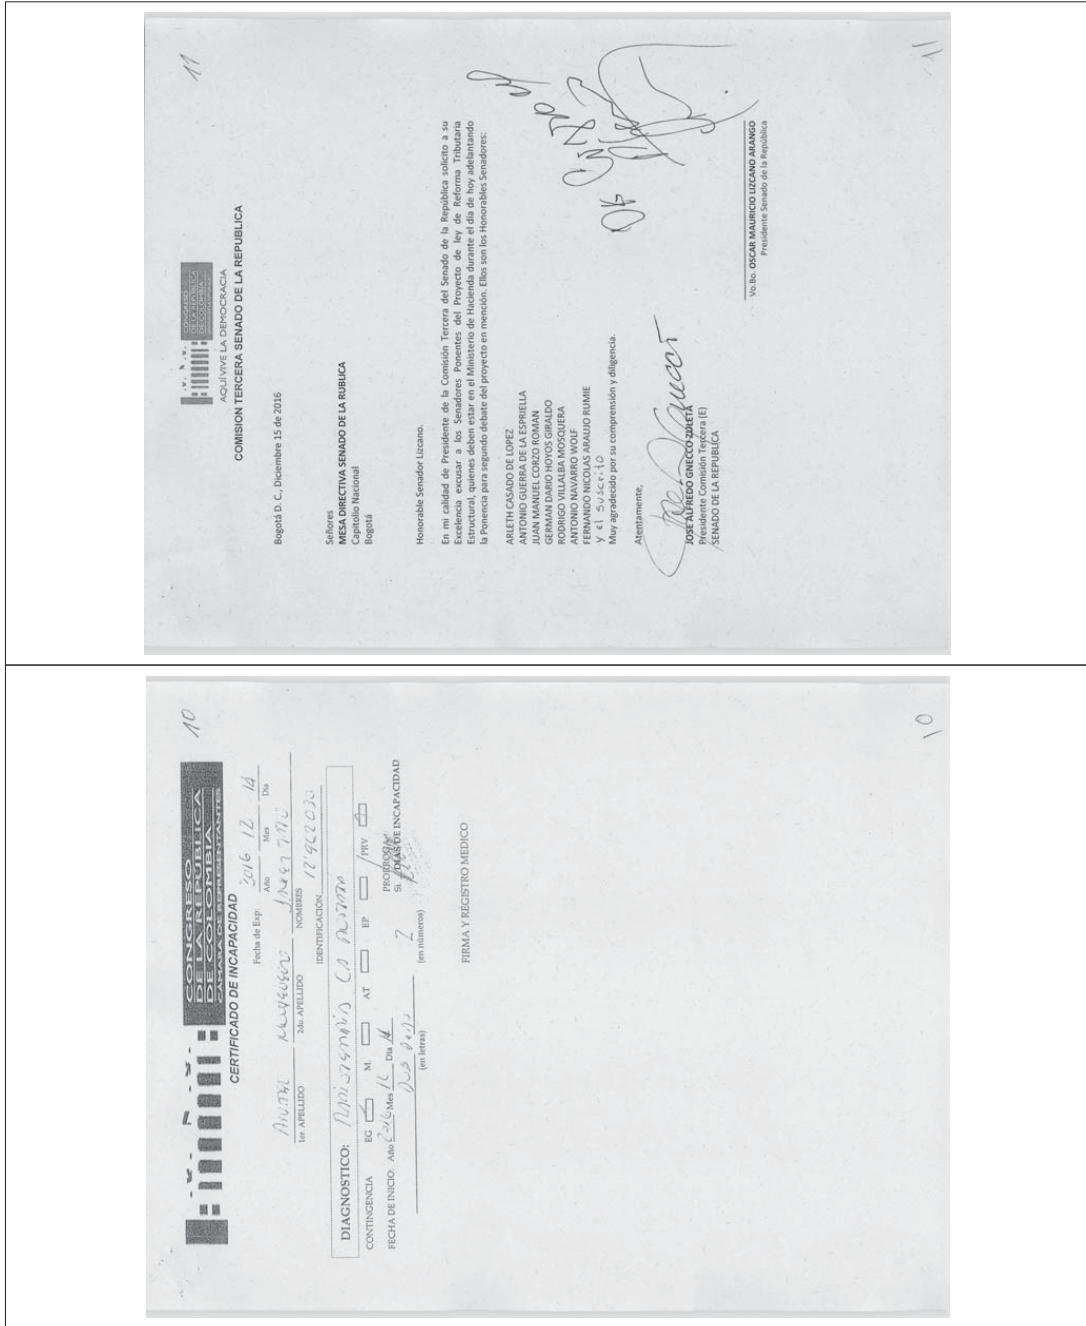 11
CONGRESO
DE LA REPÚBLICA
DE COLOMBIA
AQUÍ VIVE LA DEMOCRACIA
COMISION TERCERA SENADO DE LA REPUBLICA
Bogotá D. C., Diciembre 15 de 2016
Señores
MESA DIRECTIVA SENADO DE LA RUBLICA
Capitolio Nacional
Bogotá
Honorable Senador Lizcano.
En mi calidad de Presidente de la Comisión Tercera del Senado de la República solicito a su
Excelencia excusar a los Senadores Ponentes del Proyecto de ley de Reforma Tributaria
Estructural, quienes deben estar en el Ministerio de Hacienda durante el día de hoy adelantando
la Ponencia para segundo debate del proyecto en mención. Ellos son los Honorables Senadores:
ARLETH CASADO DE LOPEZ
ANTONIO GUERRA DE LA ESPRIELLA
JUAN MANUEL CORZO ROMAN
GERMAN DARIO HOYOS GIRALDO
RODRIGO VILLALBA MOSQUERA
ANTONIO NAVARRO WOLF
FERNANDO NICOLAS ARAUJO RUMIE
y el suscrito
Muy agradecido por su comprensión y diligencia.
Atentamente,
JOSE ALFREDO GNECCO ZULETA
Presidente Comisión Tercera (E)
SENADO DE LA REPUBLICA
Vo.Bo. OSCAR MAURICIO LIZCANO ARANGO
Presidente Senado de la República
11
10
CONGRESO
DE LA REPÚBLICA
DE COLOMBIA
CAMARA DE REPRESENTANTES
CERTIFICADO DE INCAPACIDAD
Fecha de Exp: 2016 12 14
Año Mes Dia
1er. APELLIDO 2do. APELLIDO NOMBRES
IDENTIFICACIÓN
DIAGNOSTICO:
CONTINGENCIA EG M. AT EP PRV
FECHA DE INICIO: Año 2016 Mes 12 Dia PRORROGA
Si. DIAS DE INCAPACIDAD
2
(en letras) (en números)
FIRMA Y REGISTRO MEDICO
10